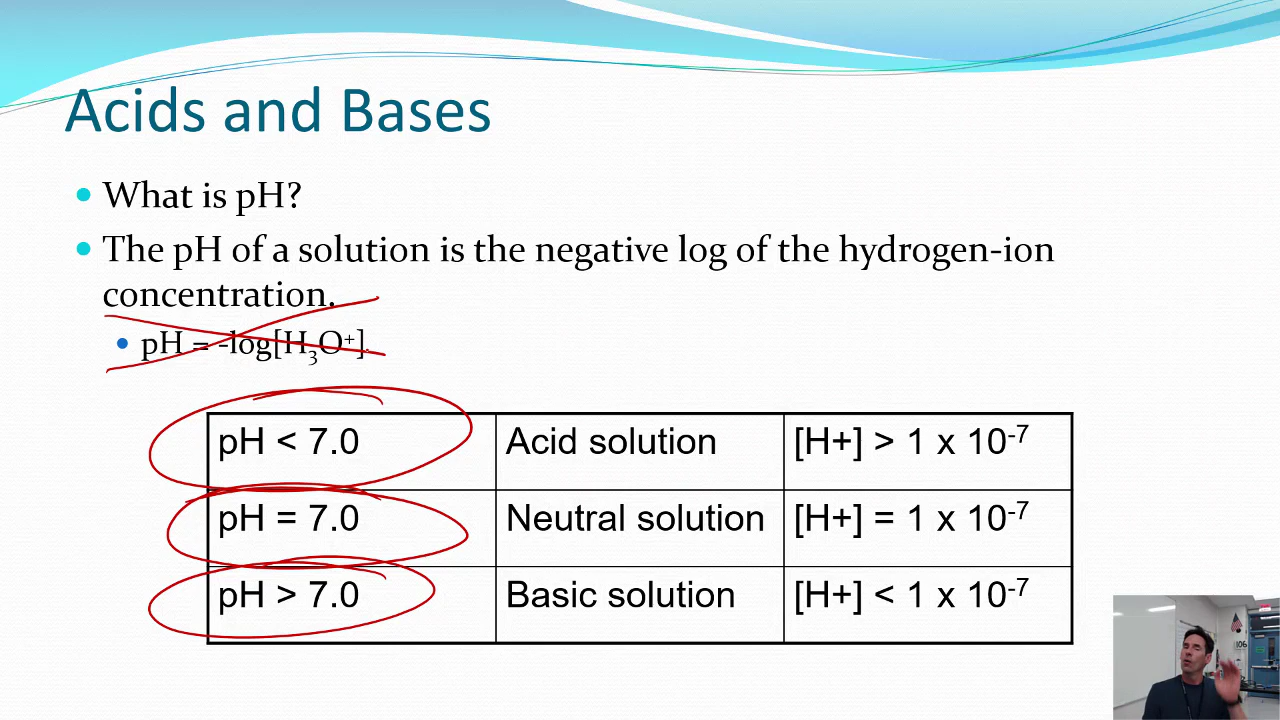 Acids and Bases
What is pH?
The pH of a solution is the negative log of the hydrogen-ion
concentration.
pH = -log[H₃O⁺].
pH < 7.0 Acid solution [H+] > 1 x 10⁻⁷
pH = 7.0 Neutral solution [H+] = 1 x 10⁻⁷
pH > 7.0 Basic solution [H+] < 1 x 10⁻⁷
106